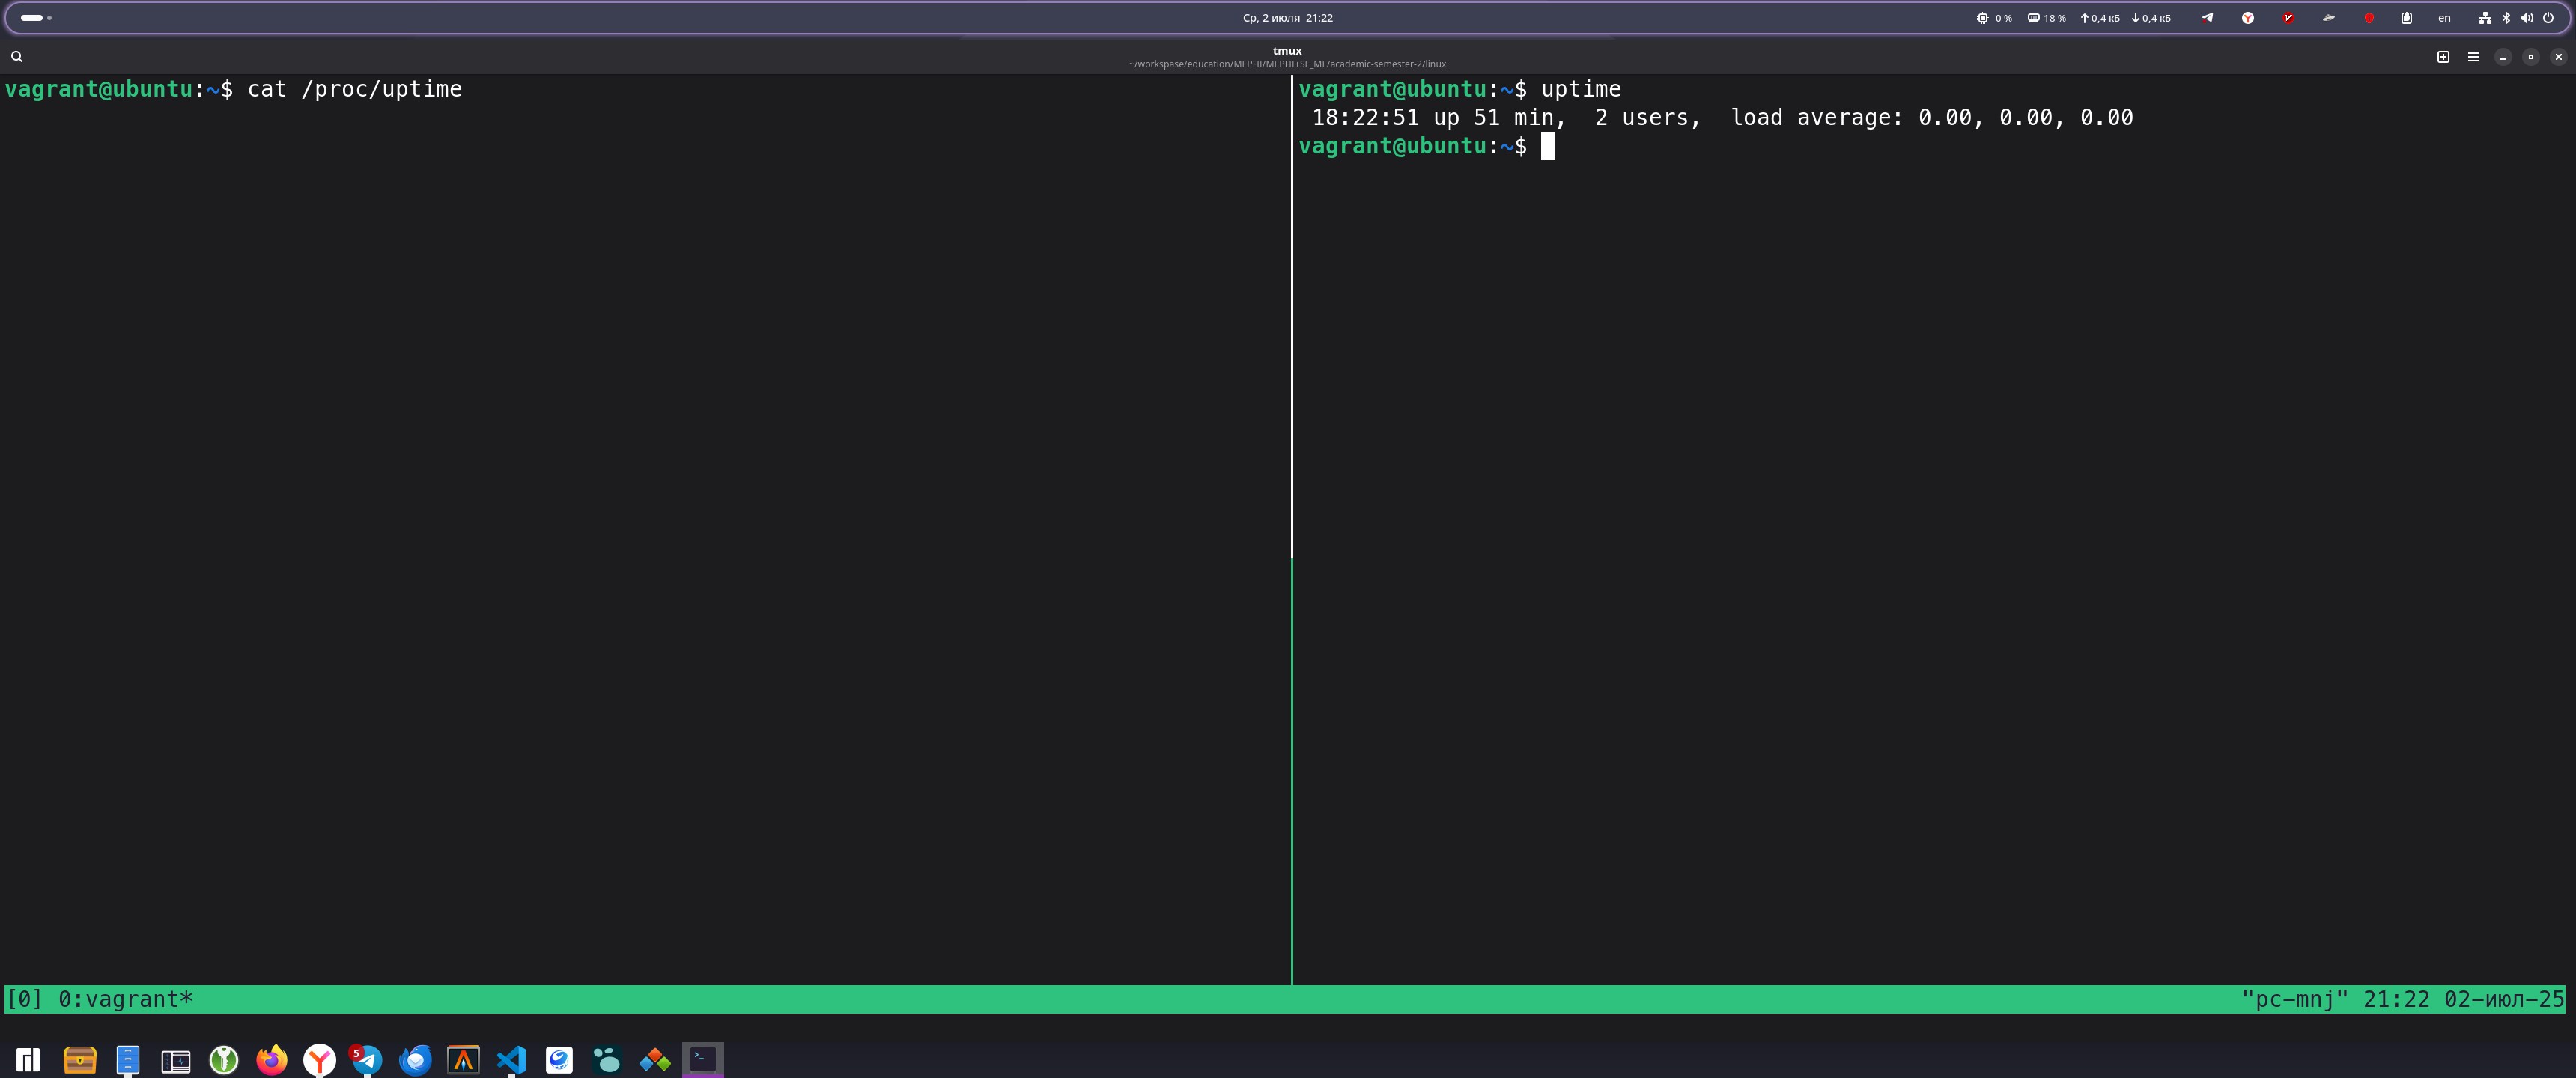 Ср, 2 июля 21:22
0 %
18 %
0,4 кБ
0,4 кБ
en
tmux
~/workspase/education/MEPHI/MEPHI+SF_ML/academic-semester-2/linux
vagrant@ubuntu:~$ cat /proc/uptime
vagrant@ubuntu:~$ uptime
18:22:51 up 51 min,  2 users,  load average: 0.00, 0.00, 0.00
vagrant@ubuntu:~$
[0] 0:vagrant*
"pc-mnj" 21:22 02-июл-25
5